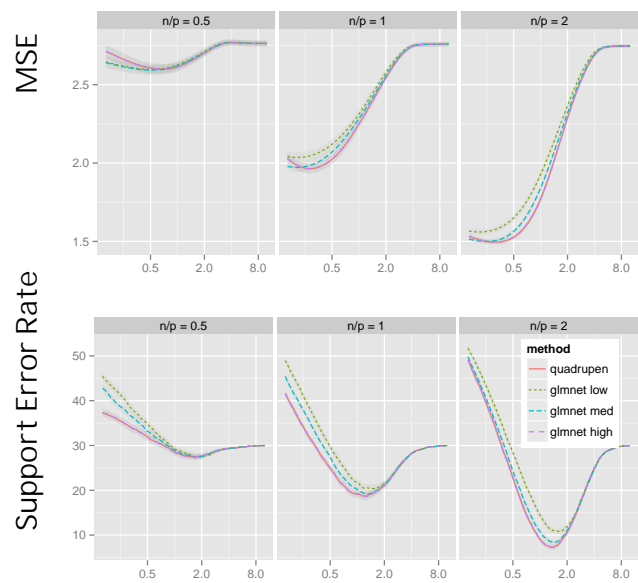 MSE
n/p = 0.5
n/p = 1
n/p = 2
2.5
2.0
1.5
0.5 2.0 8.0
0.5 2.0 8.0
0.5 2.0 8.0
Support Error Rate
n/p = 0.5
n/p = 1
n/p = 2
50
40
30
20
10
method
quadrupen
glmnet low
glmnet med
glmnet high
0.5 2.0 8.0
0.5 2.0 8.0
0.5 2.0 8.0